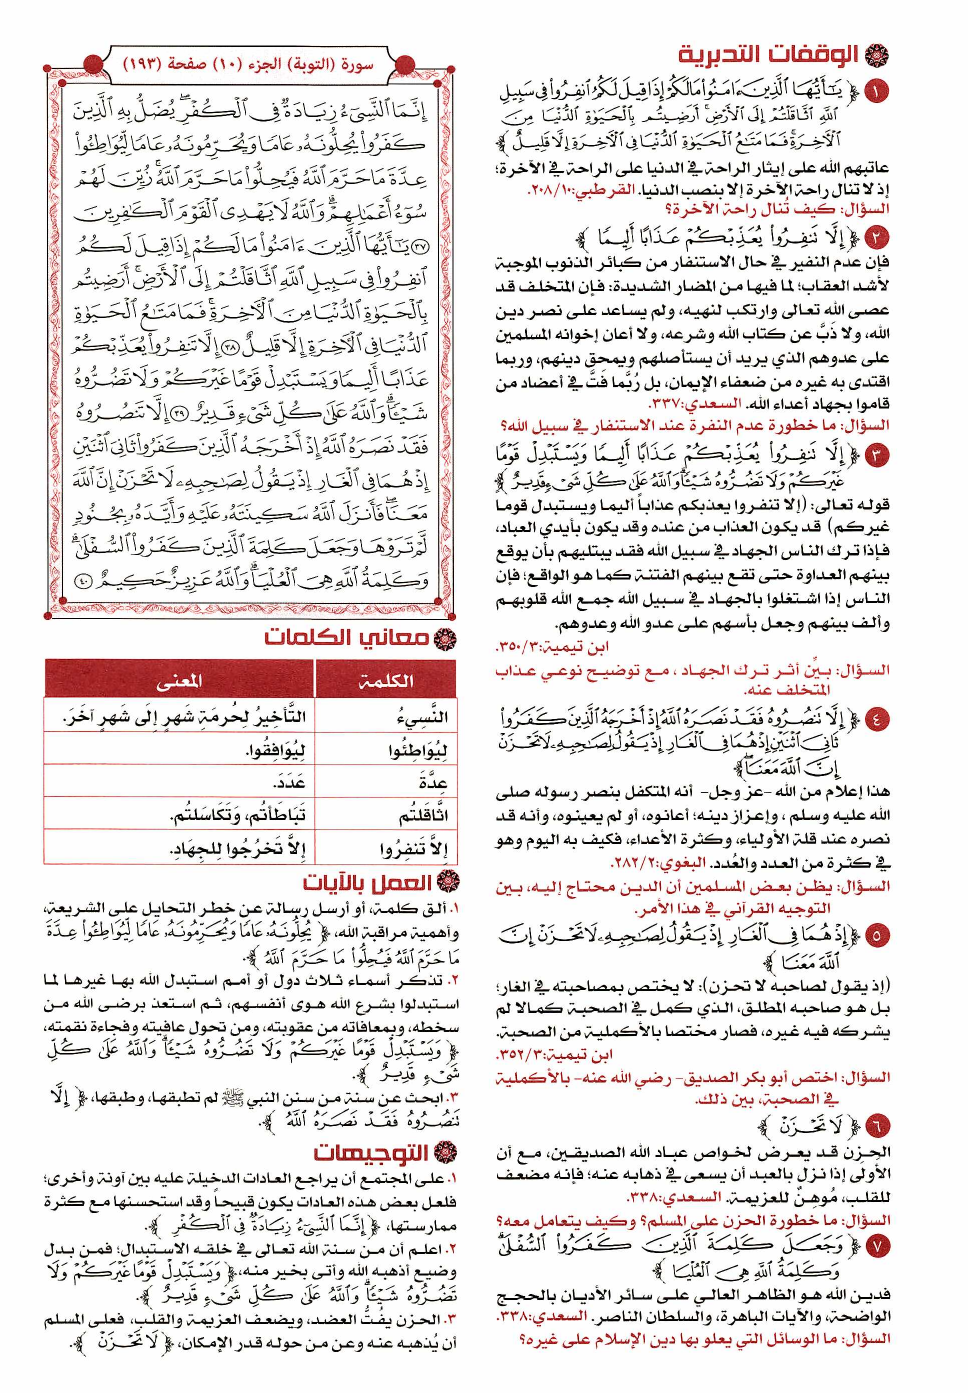 الوقفات التدبرية
١ ﴿ يَٰٓأَيُّهَا ٱلَّذِينَ ءَامَنُوا۟ مَا لَكُمْ إِذَا قِيلَ لَكُمُ ٱنفِرُوا۟ فِى سَبِيلِ
ٱللَّهِ ٱثَّاقَلْتُمْ إِلَى ٱلْأَرْضِ ۚ أَرَضِيتُم بِٱلْحَيَوٰةِ ٱلدُّنْيَا مِنَ
ٱلْءَاخِرَةِ ۚ فَمَا مَتَٰعُ ٱلْحَيَوٰةِ ٱلدُّنْيَا فِى ٱلْءَاخِرَةِ إِلَّا قَلِيلٌ ﴾
عاتبهم الله على إيثار الراحة في الدنيا على الراحة في الآخرة؛
إذ لا تنال راحة الآخرة إلا بنصب الدنيا. القرطبي:٢٠٨/١٠.
السؤال: كيف تُنال راحة الآخرة؟
٢ ﴿ إِلَّا تَنفِرُوا۟ يُعَذِّبْكُمْ عَذَابًا أَلِيمًا ﴾
فإن عدم النفير في حال الاستنفار من كبائر الذنوب الموجبة
لأشد العقاب؛ لما فيها من المضار الشديدة: فإن المتخلف قد
عصى الله تعالى وارتكب لنهيه، ولم يساعد على نصر دين
الله، ولا ذبَّ عن كتاب الله وشرعه، ولا أعان إخوانه المسلمين
على عدوهم الذي يريد أن يستأصلهم ويمحق دينهم، وربما
اقتدى به غيره من ضعفاء الإيمان، بل رُبَّما فَتَّ في أعضاد من
قاموا بجهاد أعداء الله. السعدي:٣٣٧.
السؤال: ما خطورة عدم النفرة عند الاستنفار في سبيل الله؟
٣ ﴿ إِلَّا تَنفِرُوا۟ يُعَذِّبْكُمْ عَذَابًا أَلِيمًا وَيَسْتَبْدِلْ قَوْمًا
غَيْرَكُمْ وَلَا تَضُرُّوهُ شَيْـًٔا ۗ وَٱللَّهُ عَلَىٰ كُلِّ شَىْءٍ قَدِيرٌ ﴾
قوله تعالى: (إلا تنفروا يعذبكم عذاباً أليما ويستبدل قوما
غيركم) قد يكون العذاب من عنده وقد يكون بأيدي العباد،
فإذا ترك الناس الجهاد في سبيل الله فقد يبتليهم بأن يوقع
بينهم العداوة حتى تقع بينهم الفتنة كما هو الواقع؛ فإن
الناس إذا اشتغلوا بالجهاد في سبيل الله جمع الله قلوبهم
وألف بينهم وجعل بأسهم على عدو الله وعدوهم.
ابن تيمية:٣٥٠/٣.
السؤال: بيِّن أثر ترك الجهاد ، مع توضيح نوعي عذاب
المتخلف عنه.
٤ ﴿ إِلَّا تَنصُرُوهُ فَقَدْ نَصَرَهُ ٱللَّهُ إِذْ أَخْرَجَهُ ٱلَّذِينَ كَفَرُوا۟
ثَانِىَ ٱثْنَيْنِ إِذْ هُمَا فِى ٱلْغَارِ إِذْ يَقُولُ لِصَٰحِبِهِۦ لَا تَحْزَنْ
إِنَّ ٱللَّهَ مَعَنَا ۖ ﴾
هذا إعلام من الله -عز وجل- أنه المتكفل بنصر رسوله صلى
الله عليه وسلم ، وإعزاز دينه؛ أعانوه، أو لم يعينوه، وأنه قد
نصره عند قلة الأولياء، وكثرة الأعداء، فكيف به اليوم وهو
في كثرة من العدد والعُدد. البغوي:٢٨٢/٢.
السؤال: يظن بعض المسلمين أن الدين محتاج إليه، بين
التوجيه القرآني في هذا الأمر.
٥ ﴿ إِذْ هُمَا فِى ٱلْغَارِ إِذْ يَقُولُ لِصَٰحِبِهِۦ لَا تَحْزَنْ إِنَّ
ٱللَّهَ مَعَنَا ﴾
(إذ يقول لصاحبه لا تحزن): لا يختص بمصاحبته في الغار؛
بل هو صاحبه المطلق، الذي كمل في الصحبة كمالا لم
يشركه فيه غيره، فصار مختصا بالأكملية من الصحبة.
ابن تيمية:٣٥٢/٣.
السؤال: اختص أبو بكر الصديق- رضي الله عنه- بالأكملية
في الصحبة، بين ذلك.
٦ ﴿ لَا تَحْزَنْ ﴾
الحزن قد يعرض لخواص عباد الله الصديقين، مع أن
الأولى إذا نزل بالعبد أن يسعى في ذهابه عنه؛ فإنه مضعف
للقلب، مُوهِنٌ للعزيمة. السعدي:٣٣٨.
السؤال: ما خطورة الحزن على المسلم؟ وكيف يتعامل معه؟
٧ ﴿ وَجَعَلَ كَلِمَةَ ٱلَّذِينَ كَفَرُوا۟ ٱلسُّفْلَىٰ ۗ
وَكَلِمَةُ ٱللَّهِ هِىَ ٱلْعُلْيَا ﴾
فدين الله هو الظاهر العالي على سائر الأديان بالحجج
الواضحة، والآيات الباهرة، والسلطان الناصر. السعدي:٣٣٨.
السؤال: ما الوسائل التي يعلو بها دين الإسلام على غيره؟
سورة (التوبة) الجزء (١٠) صفحة (١٩٣)
إِنَّمَا ٱلنَّسِىٓءُ زِيَادَةٌ فِى ٱلْكُفْرِ ۖ يُضَلُّ بِهِ ٱلَّذِينَ
كَفَرُوا۟ يُحِلُّونَهُۥ عَامًا وَيُحَرِّمُونَهُۥ عَامًا لِّيُوَاطِـُٔوا۟
عِدَّةَ مَا حَرَّمَ ٱللَّهُ فَيُحِلُّوا۟ مَا حَرَّمَ ٱللَّهُ ۚ زُيِّنَ لَهُمْ
سُوٓءُ أَعْمَٰلِهِمْ ۗ وَٱللَّهُ لَا يَهْدِى ٱلْقَوْمَ ٱلْكَٰفِرِينَ
٣٧ يَٰٓأَيُّهَا ٱلَّذِينَ ءَامَنُوا۟ مَا لَكُمْ إِذَا قِيلَ لَكُمُ
ٱنفِرُوا۟ فِى سَبِيلِ ٱللَّهِ ٱثَّاقَلْتُمْ إِلَى ٱلْأَرْضِ ۚ أَرَضِيتُم
بِٱلْحَيَوٰةِ ٱلدُّنْيَا مِنَ ٱلْءَاخِرَةِ ۚ فَمَا مَتَٰعُ ٱلْحَيَوٰةِ
ٱلدُّنْيَا فِى ٱلْءَاخِرَةِ إِلَّا قَلِيلٌ ٣٨ إِلَّا تَنفِرُوا۟ يُعَذِّبْكُمْ
عَذَابًا أَلِيمًا وَيَسْتَبْدِلْ قَوْمًا غَيْرَكُمْ وَلَا تَضُرُّوهُ
شَيْـًٔا ۗ وَٱللَّهُ عَلَىٰ كُلِّ شَىْءٍ قَدِيرٌ ٣٩ إِلَّا تَنصُرُوهُ
فَقَدْ نَصَرَهُ ٱللَّهُ إِذْ أَخْرَجَهُ ٱلَّذِينَ كَفَرُوا۟ ثَانِىَ ٱثْنَيْنِ
إِذْ هُمَا فِى ٱلْغَارِ إِذْ يَقُولُ لِصَٰحِبِهِۦ لَا تَحْزَنْ إِنَّ ٱللَّهَ
مَعَنَا ۖ فَأَنزَلَ ٱللَّهُ سَكِينَتَهُۥ عَلَيْهِ وَأَيَّدَهُۥ بِجُنُودٍ
لَّمْ تَرَوْهَا وَجَعَلَ كَلِمَةَ ٱلَّذِينَ كَفَرُوا۟ ٱلسُّفْلَىٰ ۗ
وَكَلِمَةُ ٱللَّهِ هِىَ ٱلْعُلْيَا ۗ وَٱللَّهُ عَزِيزٌ حَكِيمٌ ٤٠
معاني الكلمات
الكلمة المعنى
النَّسِيءُ التَّأخِيرُ لِحُرمَةِ شَهرٍ إِلَى شَهرٍ آخَرَ.
لِيُوَاطِئُوا لِيُوَافِقُوا.
عِدَّةَ عَدَدَ.
اثَّاقَلتُم تَبَاطَأتُم، وَتَكَاسَلتُم.
إلاَّ تَنفِرُوا إلاَّ تَخرُجُوا لِلجِهَادِ.
العمل بالآيات
١. ألق كلمة، أو أرسل رسالة عن خطر التحايل على الشريعة،
وأهمية مراقبة الله، ﴿ يُحِلُّونَهُۥ عَامًا وَيُحَرِّمُونَهُۥ عَامًا لِّيُوَاطِـُٔوا۟ عِدَّةَ
مَا حَرَّمَ ٱللَّهُ فَيُحِلُّوا۟ مَا حَرَّمَ ٱللَّهُ ﴾.
٢. تذكر أسماء ثلاث دول أو أمم استبدل الله بها غيرها لما
استبدلوا بشرع الله هوى أنفسهم، ثم استعذ برضى الله من
سخطه، وبمعافاته من عقوبته، ومن تحول عافيته وفجاءة نقمته،
﴿ وَيَسْتَبْدِلْ قَوْمًا غَيْرَكُمْ وَلَا تَضُرُّوهُ شَيْـًٔا ۗ وَٱللَّهُ عَلَىٰ كُلِّ
شَىْءٍ قَدِيرٌ ﴾.
٣. ابحث عن سنة من سنن النبي ﷺ لم تطبقها، وطبقها، ﴿ إِلَّا
تَنصُرُوهُ فَقَدْ نَصَرَهُ ٱللَّهُ ﴾.
التوجيهات
١. على المجتمع أن يراجع العادات الدخيلة عليه بين آونة وأخرى؛
فلعل بعض هذه العادات يكون قبيحاً وقد استحسنها مع كثرة
ممارستها، ﴿ إِنَّمَا ٱلنَّسِىٓءُ زِيَادَةٌ فِى ٱلْكُفْرِ ﴾.
٢. اعلم أن من سنة الله تعالى في خلقه الاستبدال؛ فمن بدل
وضيع أذهبه الله وأتى بخير منه، ﴿ وَيَسْتَبْدِلْ قَوْمًا غَيْرَكُمْ وَلَا
تَضُرُّوهُ شَيْـًٔا ۗ وَٱللَّهُ عَلَىٰ كُلِّ شَىْءٍ قَدِيرٌ ﴾.
٣. الحزن يفُتُّ العضد، ويضعف العزيمة والقلب، فعلى المسلم
أن يُذهبه عنه وعن من حوله قدر الإمكان، ﴿ لَا تَحْزَنْ ﴾.